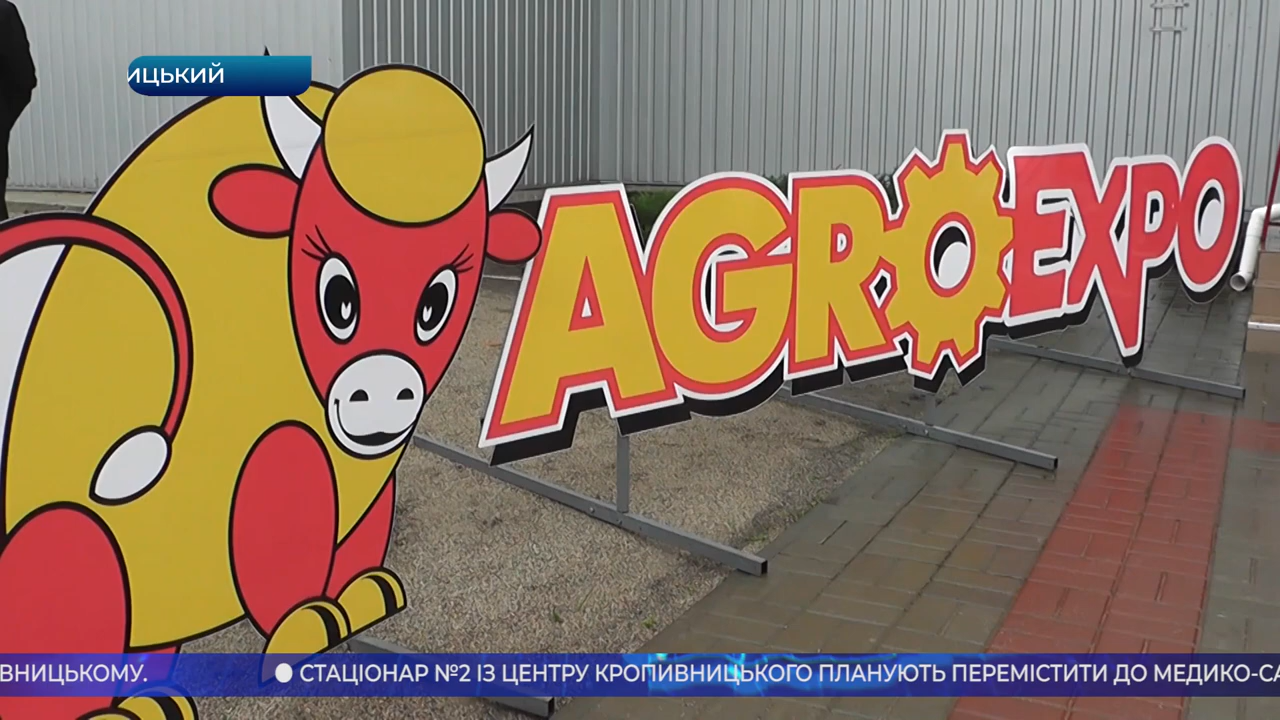 ицький
AGROEXPO
ВНИЦЬКОМУ. ● СТАЦІОНАР №2 ІЗ ЦЕНТРУ КРОПИВНИЦЬКОГО ПЛАНУЮТЬ ПЕРЕМІСТИТИ ДО МЕДИКО-СА